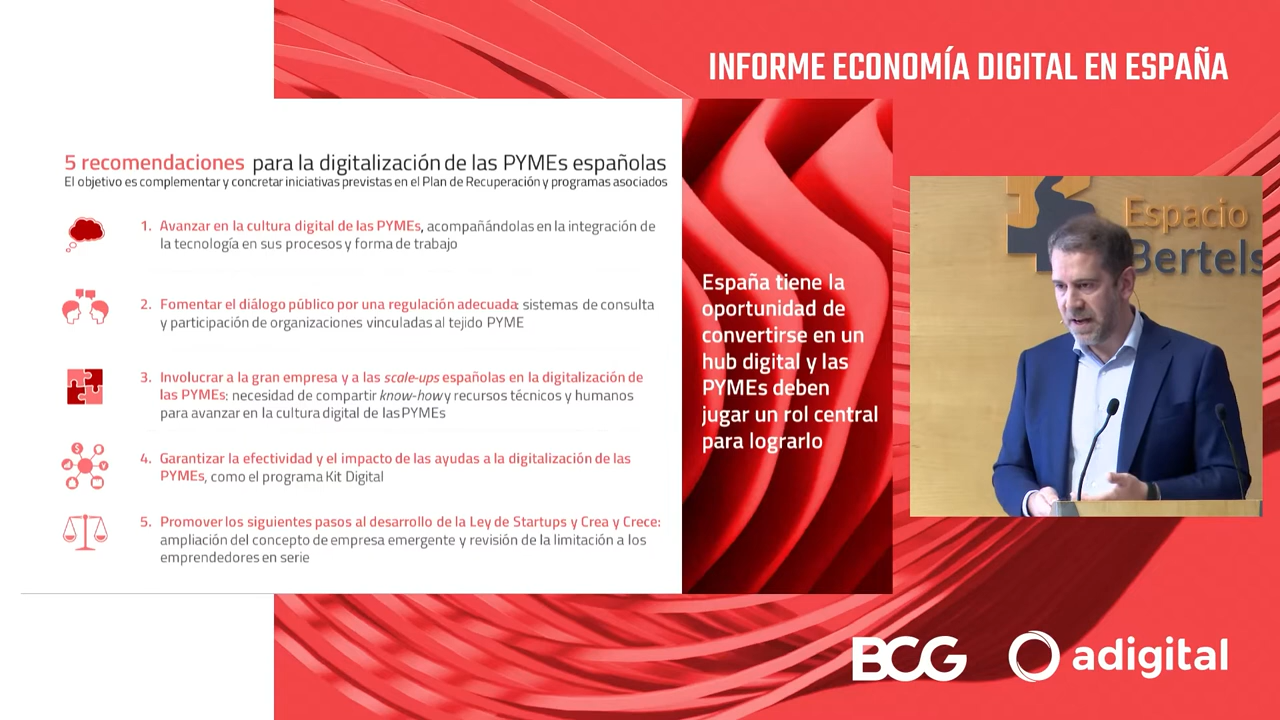 INFORME ECONOMÍA DIGITAL EN ESPAÑA
5 recomendaciones para la digitalización de las PYMEs españolas
El objetivo es complementar y concretar iniciativas previstas en el Plan de Recuperación y programas asociados
1. Avanzar en la cultura digital de las PYMEs, acompañándolas en la integración de
la tecnología en sus procesos y forma de trabajo
2. Fomentar el diálogo público por una regulación adecuada: sistemas de consulta
y participación de organizaciones vinculadas al tejido PYME
3. Involucrar a la gran empresa y a las scale-ups españolas en la digitalización de
las PYMEs: necesidad de compartir know-how y recursos técnicos y humanos
para avanzar en la cultura digital de las PYMEs
4. Garantizar la efectividad y el impacto de las ayudas a la digitalización de las
PYMEs, como el programa Kit Digital
5. Promover los siguientes pasos al desarrollo de la Ley de Startups y Crea y Crece:
ampliación del concepto de empresa emergente y revisión de la limitación a los
emprendedores en serie
España tiene la
oportunidad de
convertirse en un
hub digital y las
PYMEs deben
jugar un rol central
para lograrlo
Espacio
Bertels
BCG
adigital